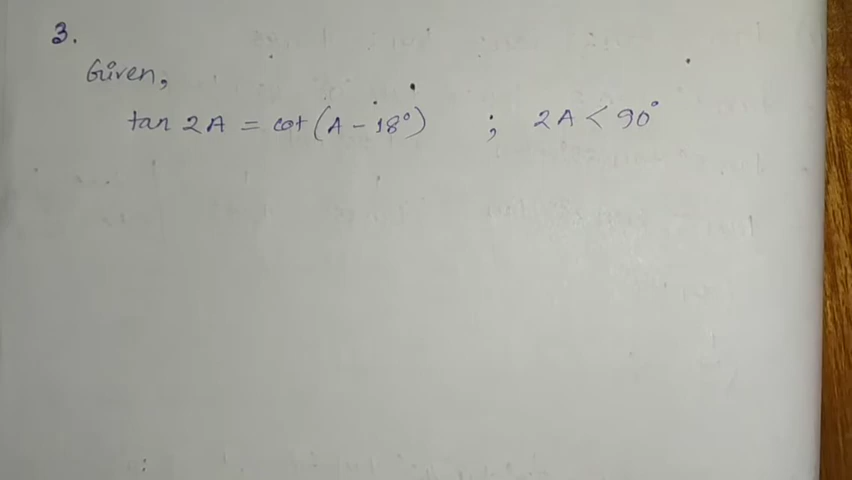 3.
Given,
tan 2A = cot (A - 18°) ; 2A < 90°